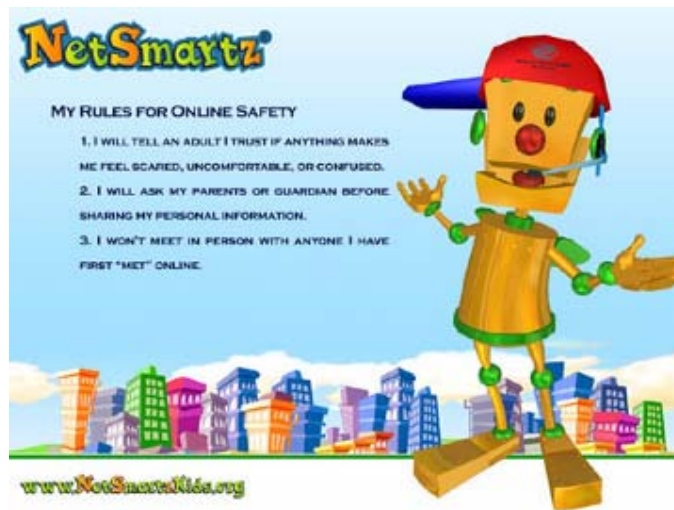 NetSmartz®
MY RULES FOR ONLINE SAFETY
1. I WILL TELL AN ADULT I TRUST IF ANYTHING MAKES
ME FEEL SCARED, UNCOMFORTABLE, OR CONFUSED.
2. I WILL ASK MY PARENTS OR GUARDIAN BEFORE
SHARING MY PERSONAL INFORMATION.
3. I WON'T MEET IN PERSON WITH ANYONE I HAVE
FIRST "MET" ONLINE.
www.NetSmartzKids.org